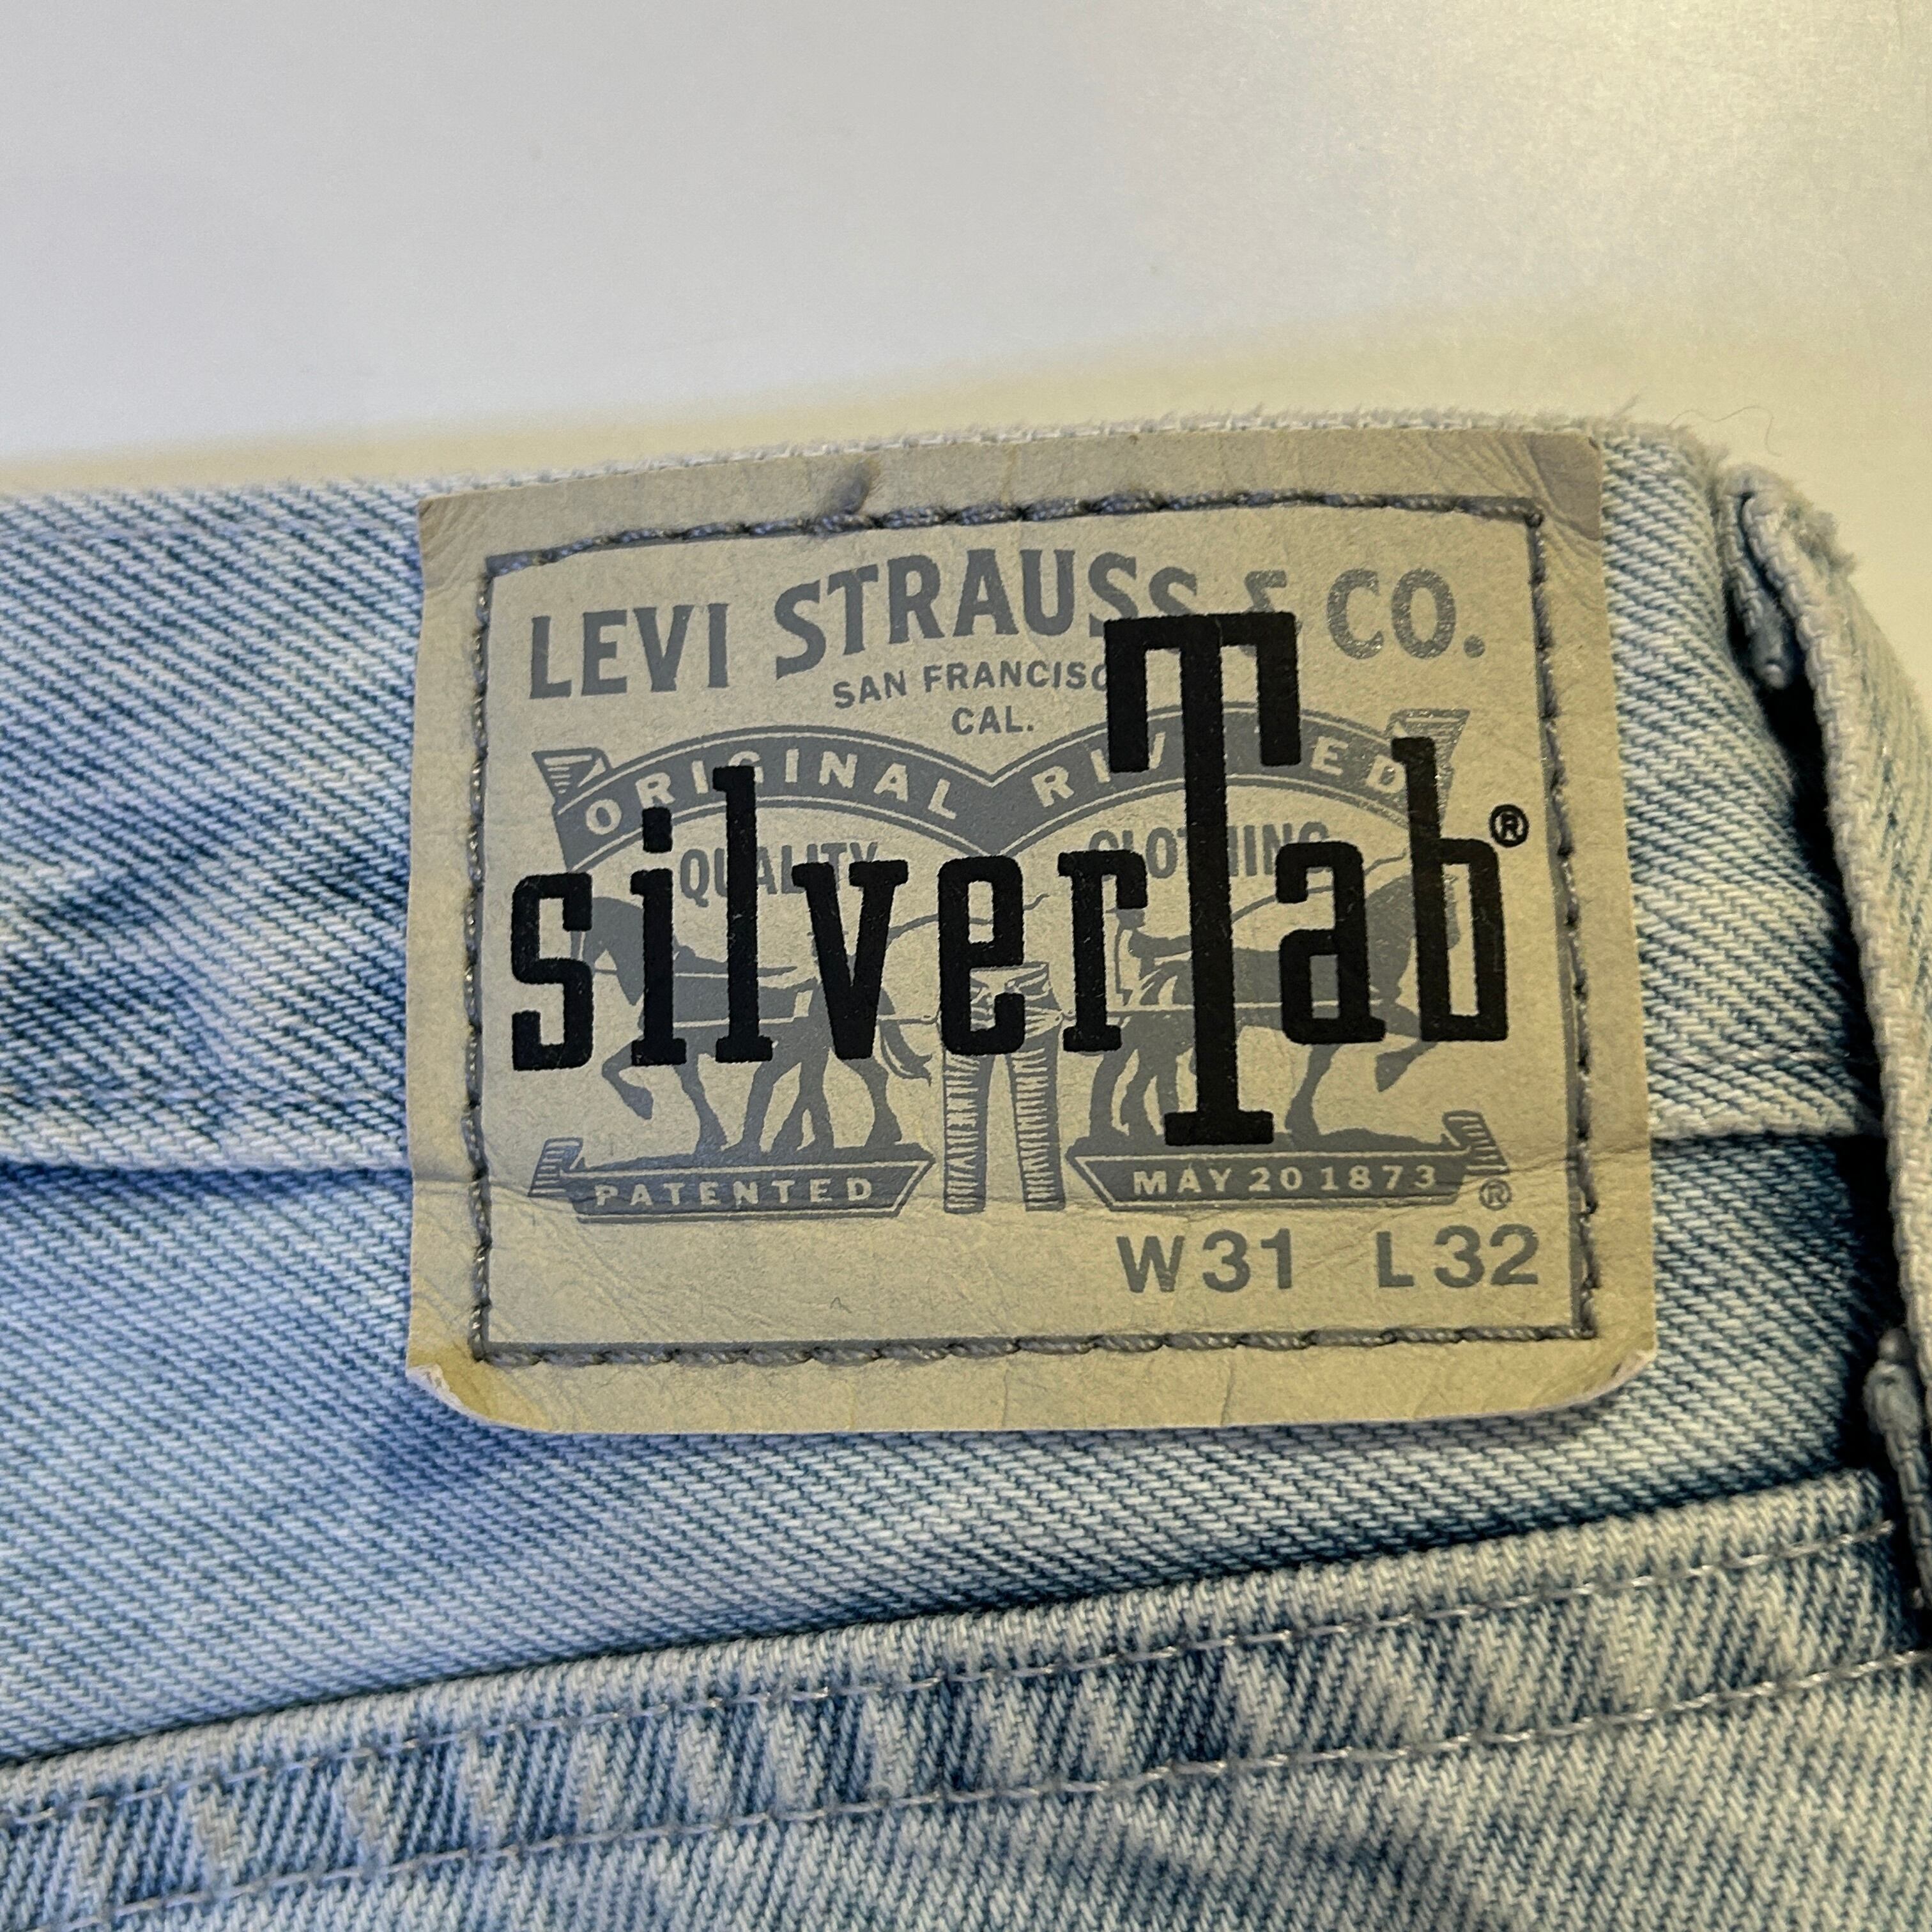 LEVI STRAUSS & CO.
SAN FRANCISCO
CAL.
ORIGINAL RIVETED
QUALITY CLOTHING
silverTab®
PATENTED MAY 20 1873 ®
W31 L32